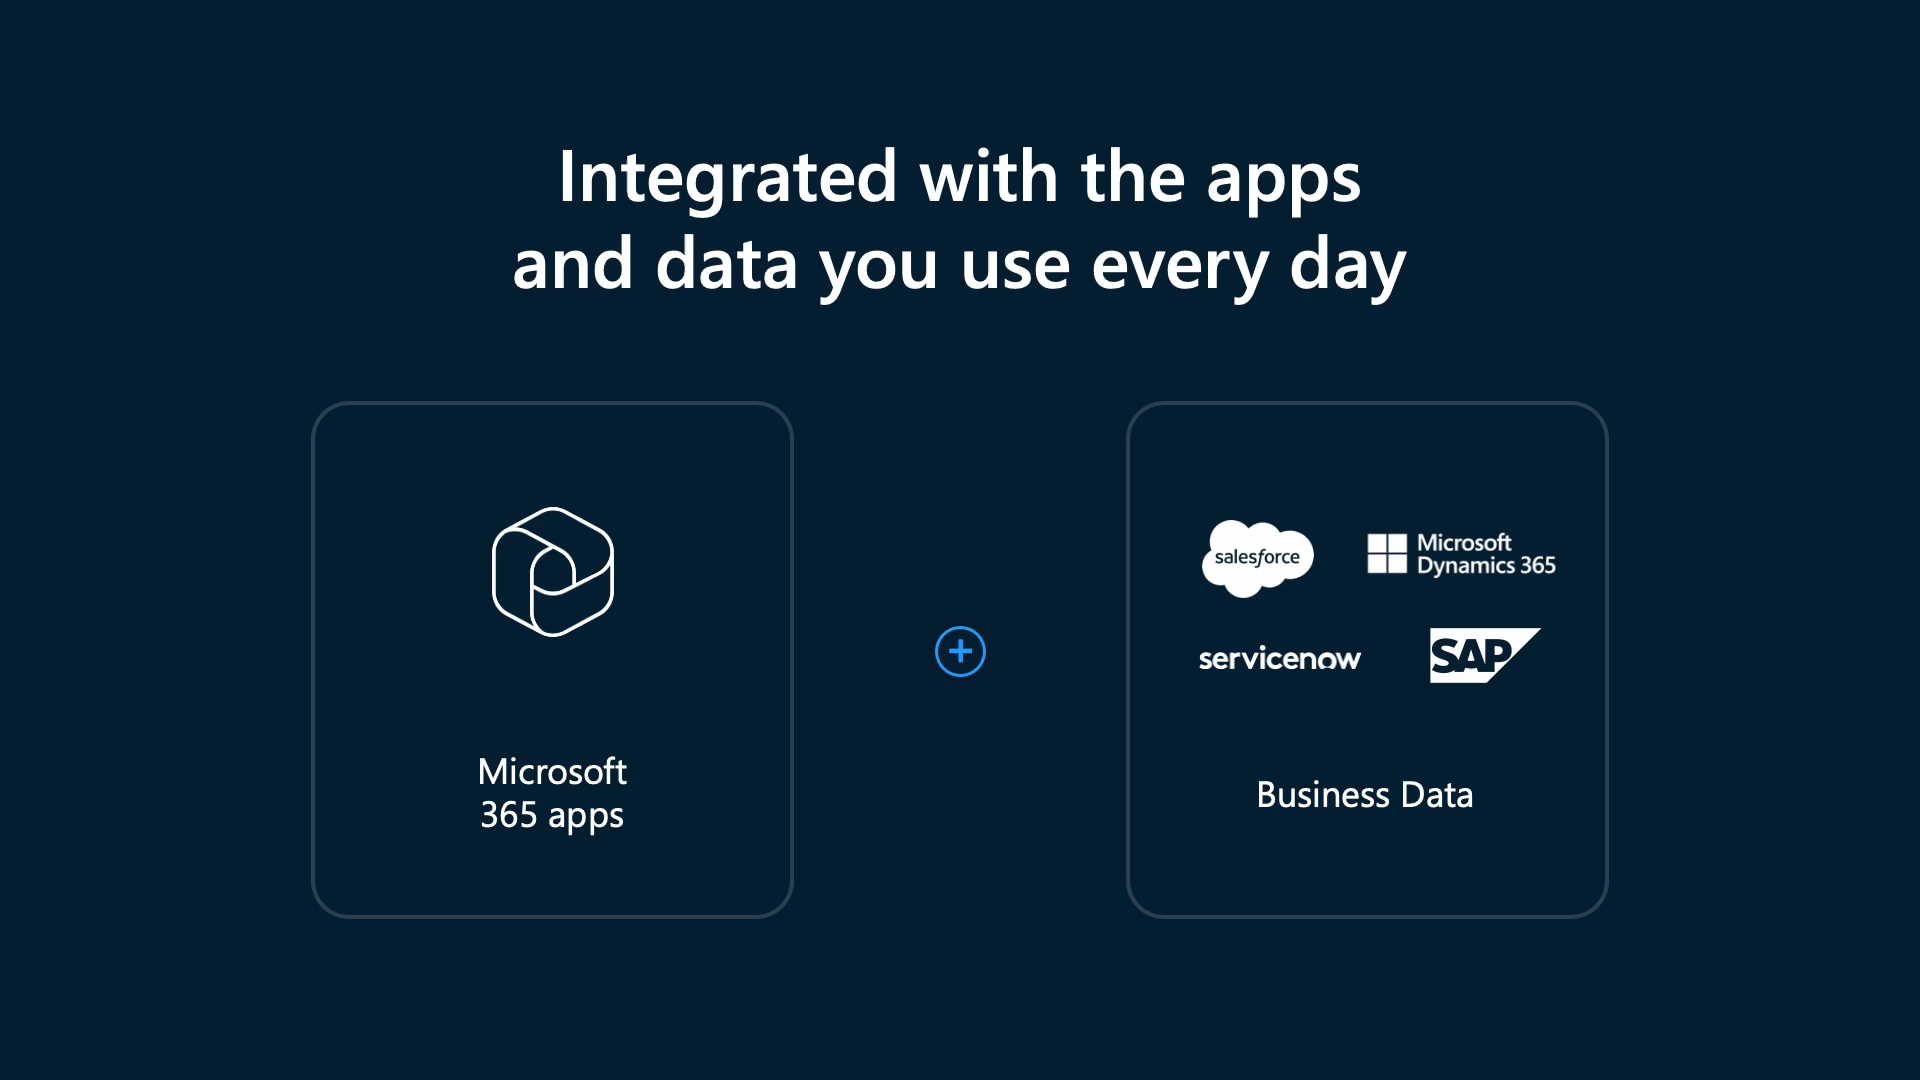 Integrated with the apps
and data you use every day
Microsoft
365 apps
salesforce
Microsoft
Dynamics 365
servicenow
SAP
Business Data